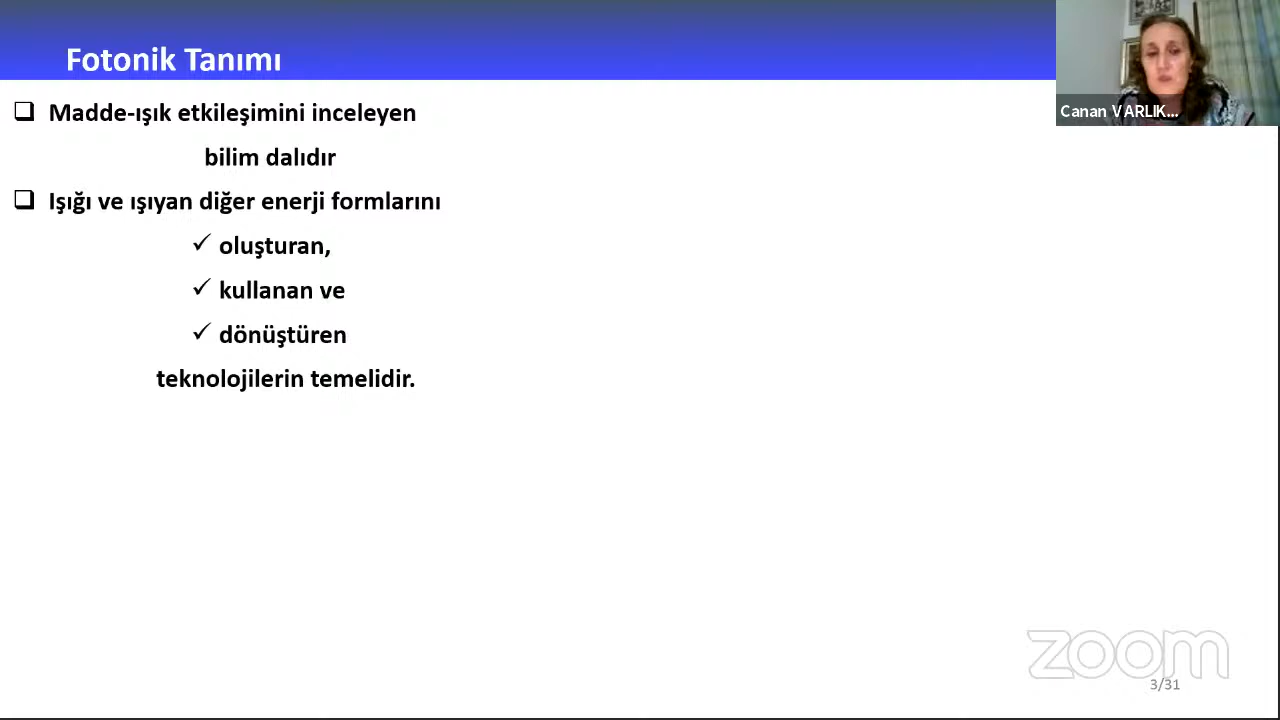 Fotonik Tanımı
Canan VARLIK...
Madde-ışık etkileşimini inceleyen
bilim dalıdır
Işığı ve ışıyan diğer enerji formlarını
oluşturan,
kullanan ve
dönüştüren
teknolojilerin temelidir.
zoom
3/31